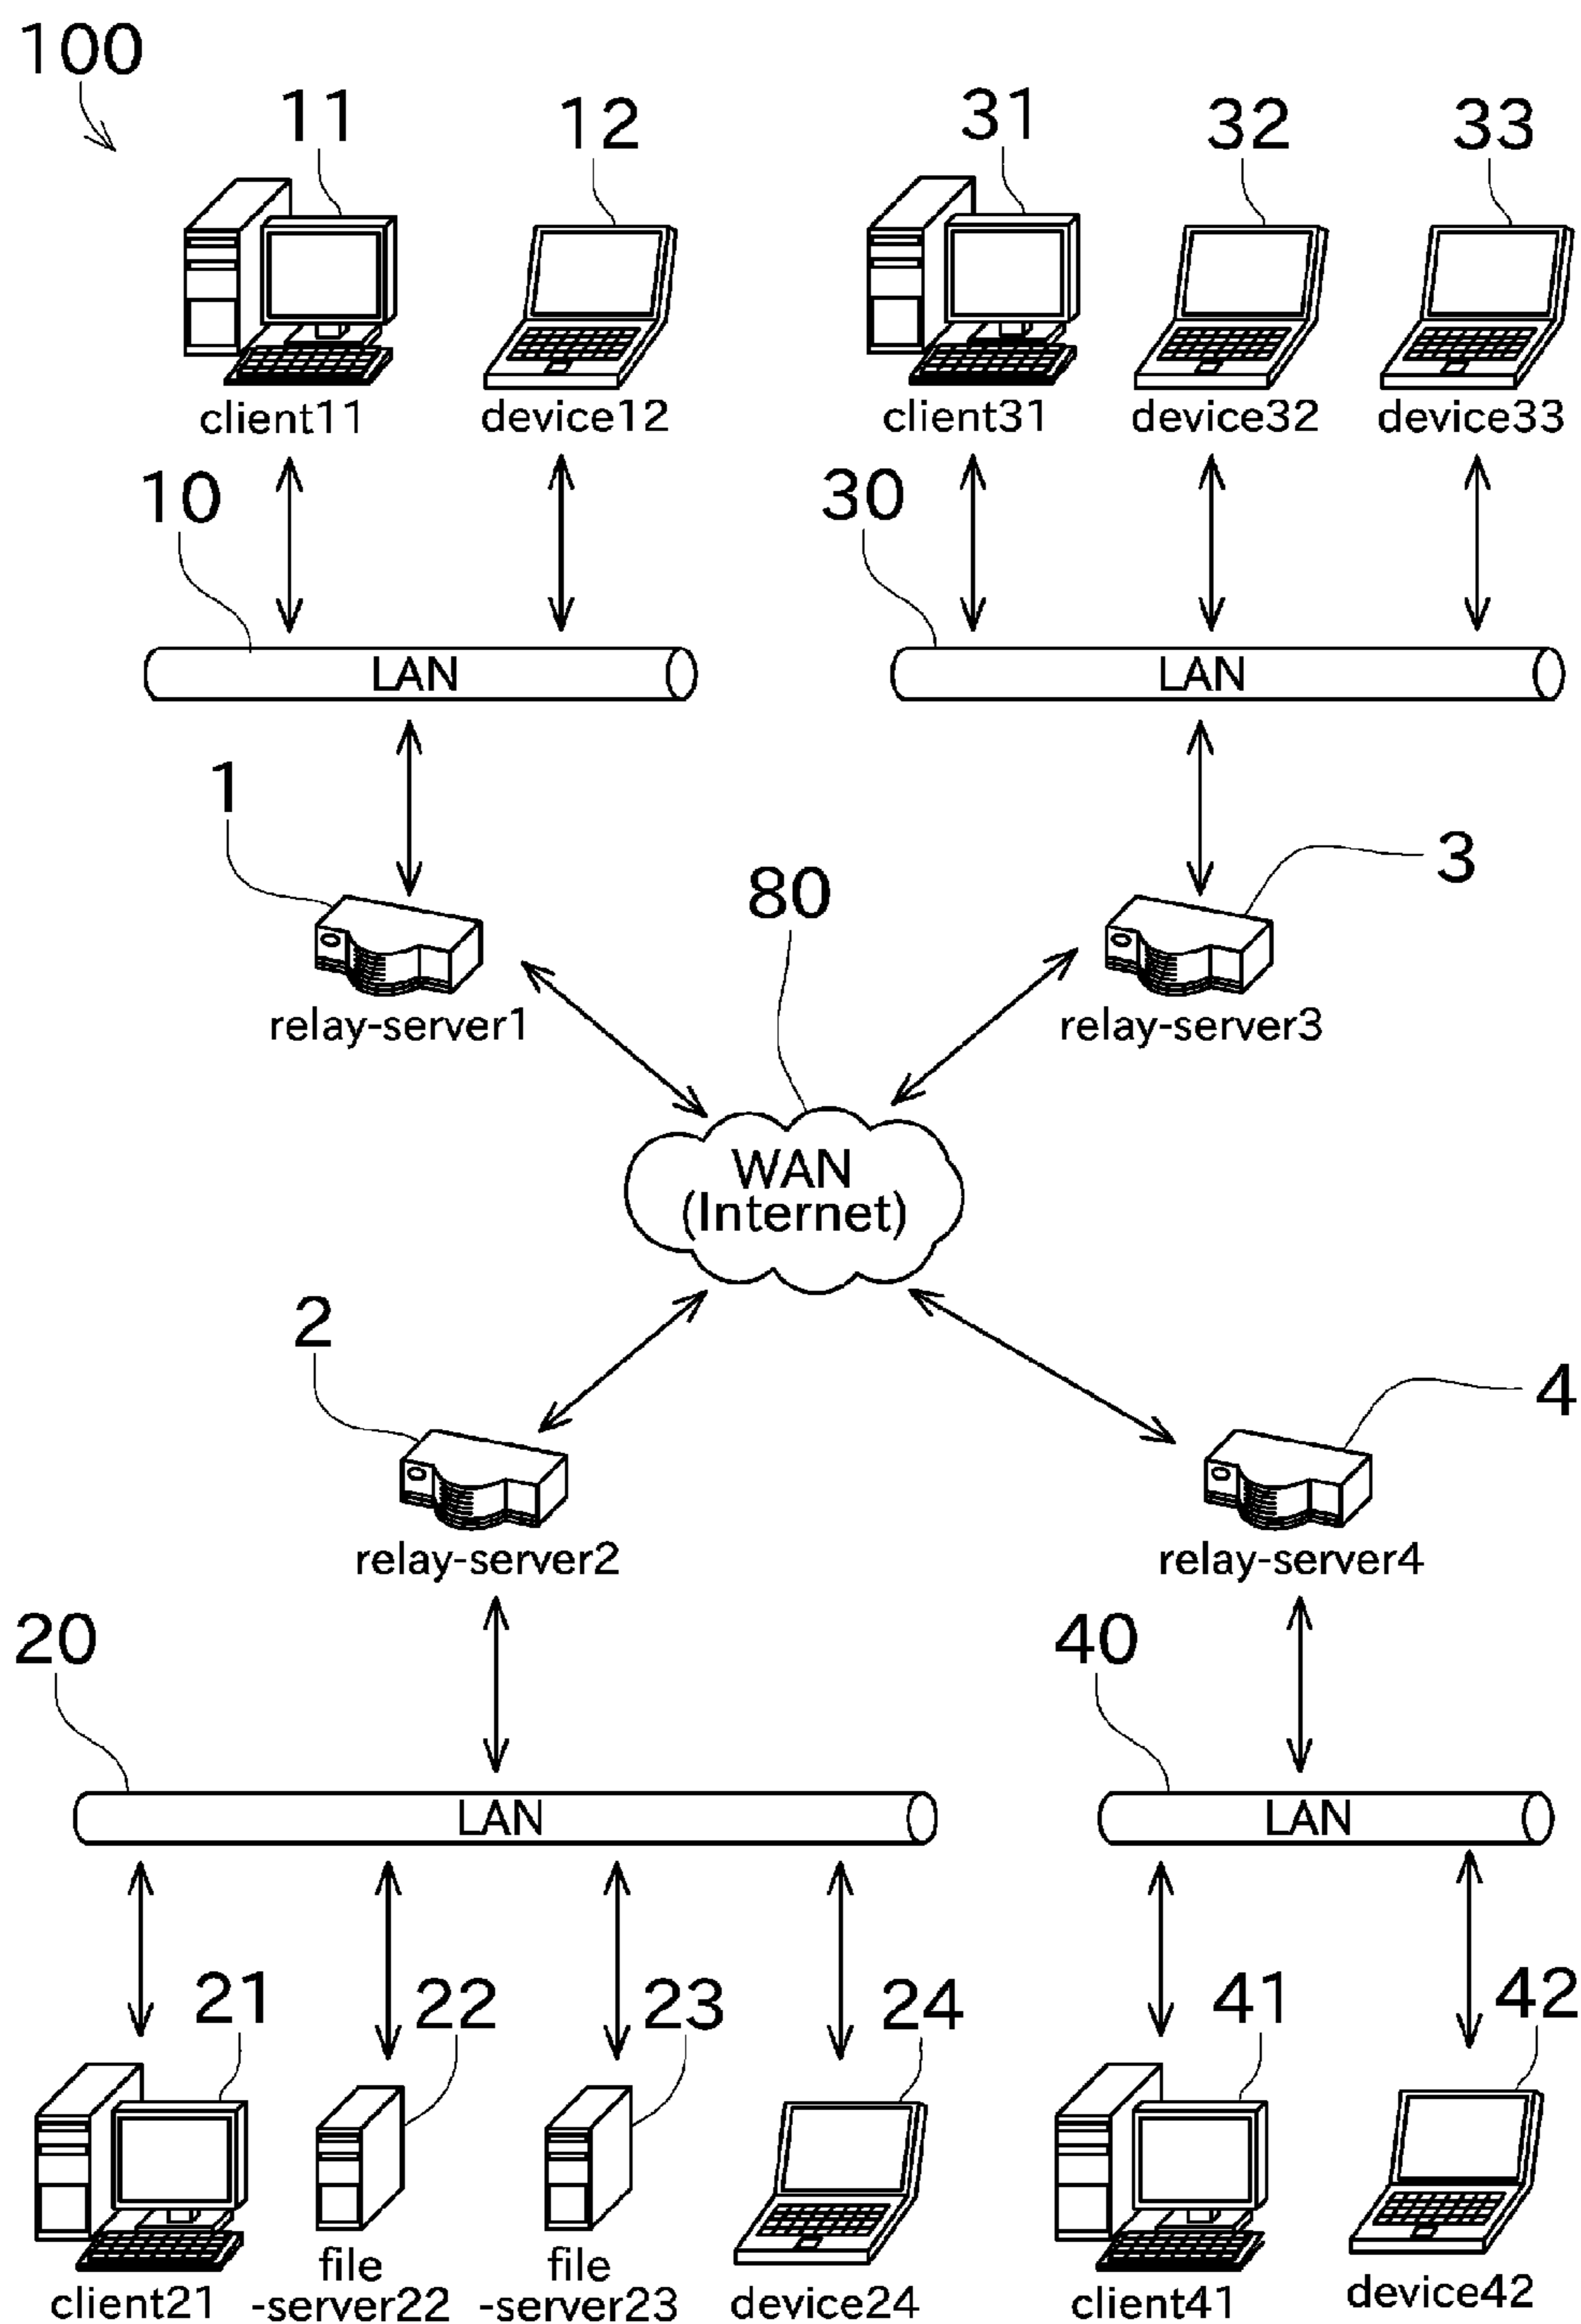 100
11
12
31
32
33
client11
device12
client31
device32
device33
10
30
LAN
LAN
1
3
80
relay-server1
relay-server3
WAN
(Internet)
2
4
relay-server2
relay-server4
20
40
LAN
LAN
21
22
23
24
41
42
client21
file
-server22
file
-server23
device24
client41
device42